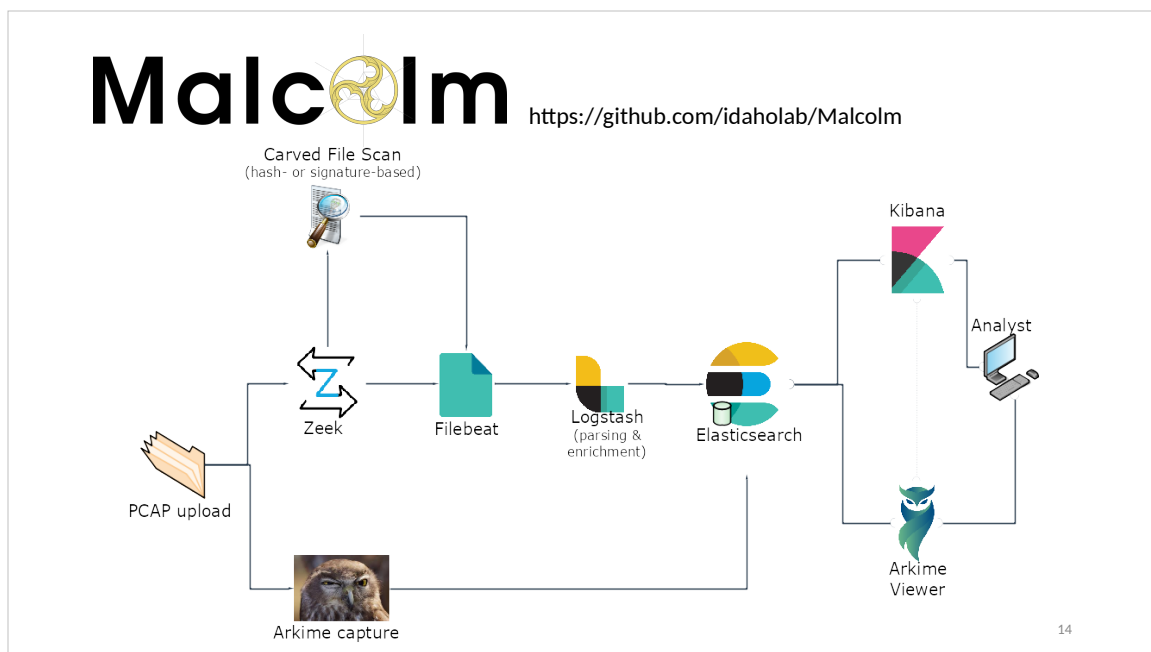 Malcolm
https://github.com/idaholab/Malcolm
Carved File Scan
(hash- or signature-based)
Kibana
Analyst
Zeek
Filebeat
Logstash
(parsing &
enrichment)
Elasticsearch
PCAP upload
Arkime capture
Arkime
Viewer
14